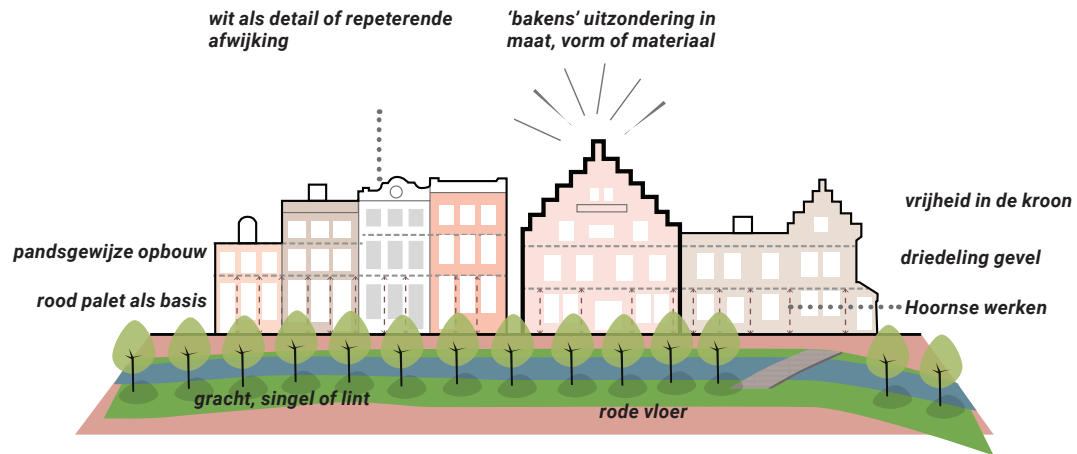 wit als detail of repeterende
afwijking
‘bakens’ uitzondering in
maat, vorm of materiaal
vrijheid in de kroon
pandsgewijze opbouw
driedeling gevel
rood palet als basis
Hoornse werken
gracht, singel of lint
rode vloer